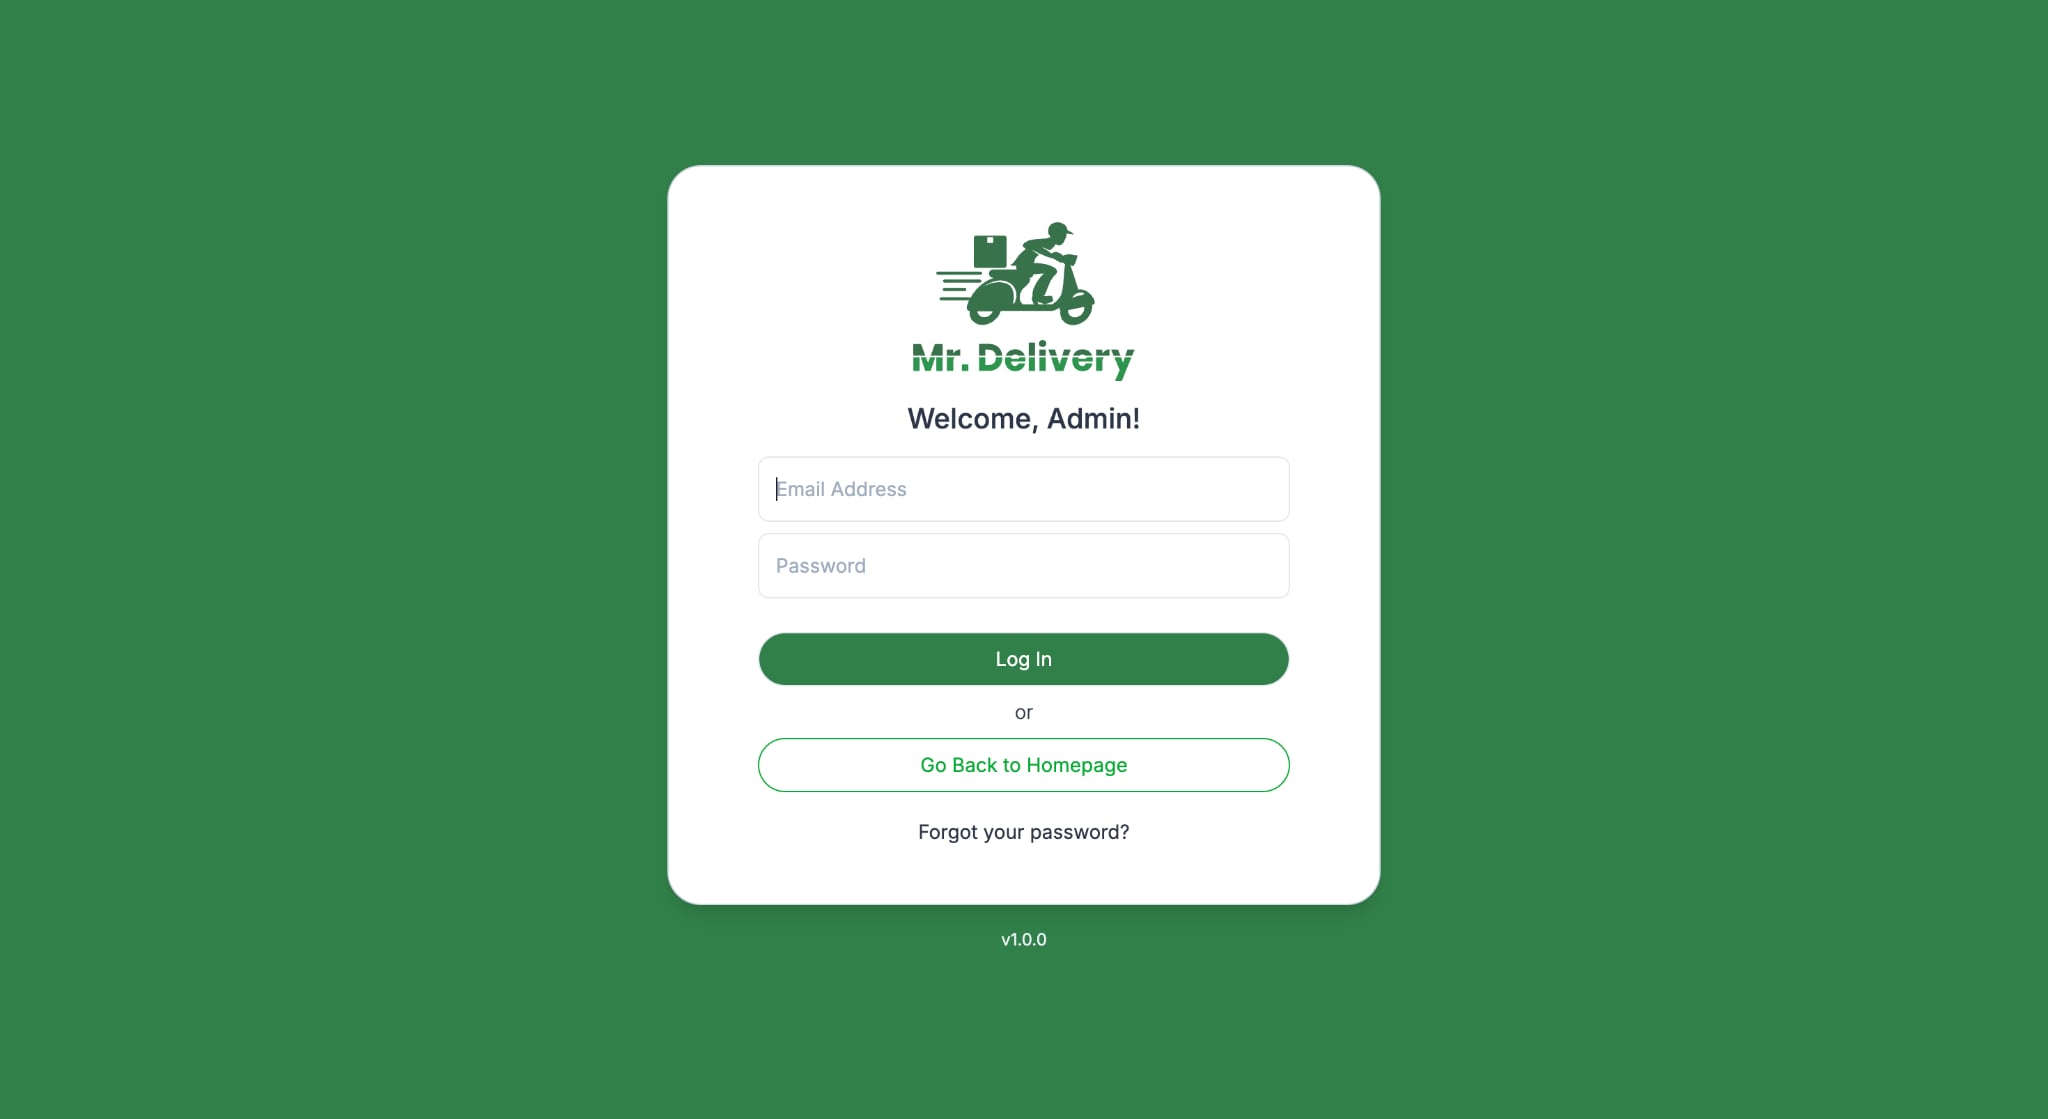 Mr. Delivery
Welcome, Admin!
Email Address
Password
Log In
or
Go Back to Homepage
Forgot your password?
v1.0.0